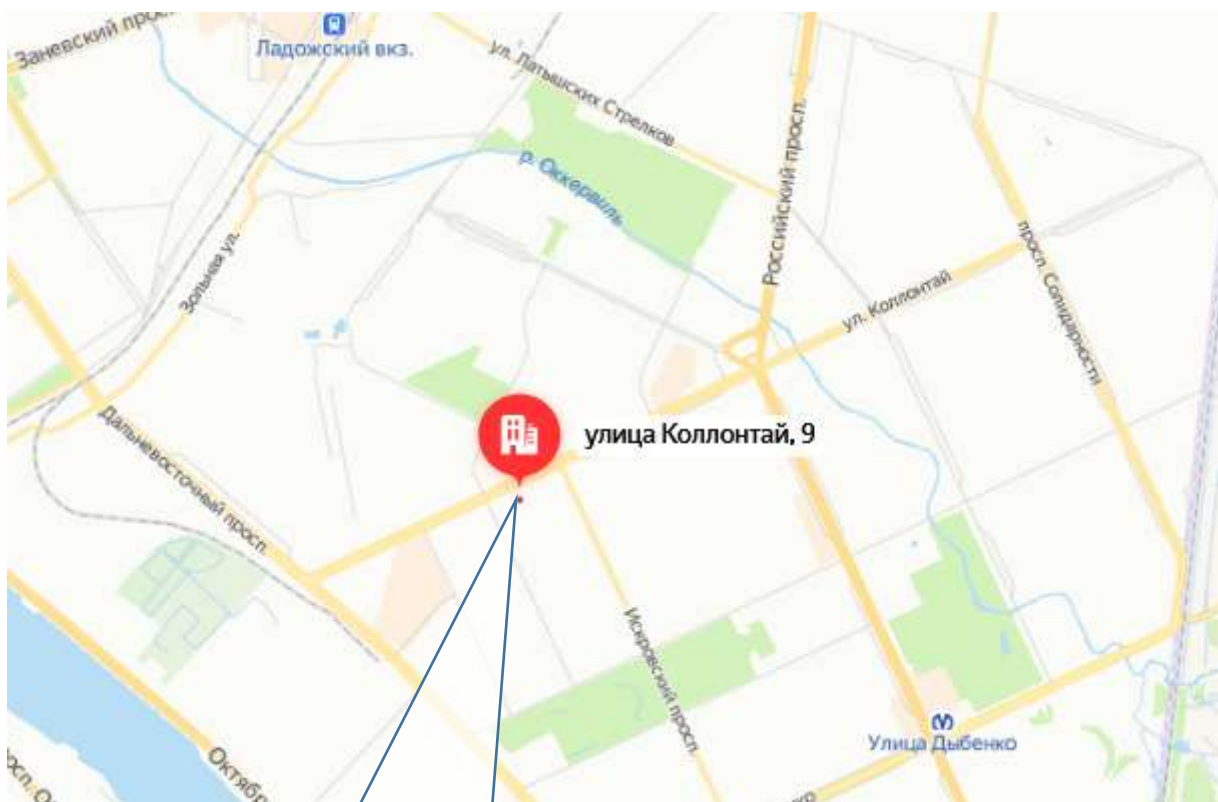 Заневский просп.
Ладожский вкз.
ул. Латышских Стрелков
Российский просп.
р. Оккервиль
просп. Солидарности
Зольная ул.
ул. Коллонтай
улица Коллонтай, 9
Дальневосточный просп.
Искровский просп.
Улица Дыбенко
Октябр